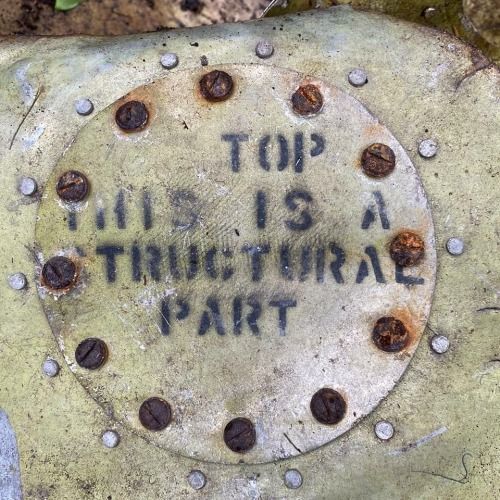 TOP
THIS IS A
STRUCTURAL
PART